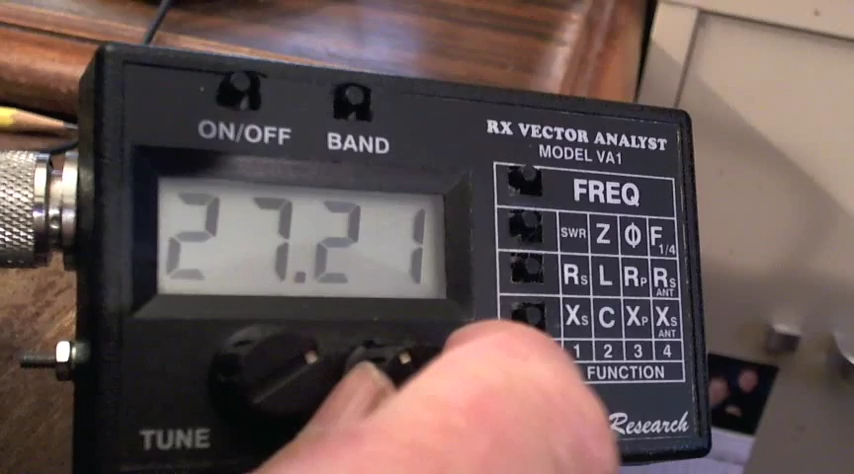 ON/OFF BAND
RX VECTOR ANALYST
MODEL VA1
27.21
FREQ
SWR Z Φ F 1/4
Rs L RP Rs ANT
Xs C XP Xs ANT
1 2 3 4
FUNCTION
TUNE
Research